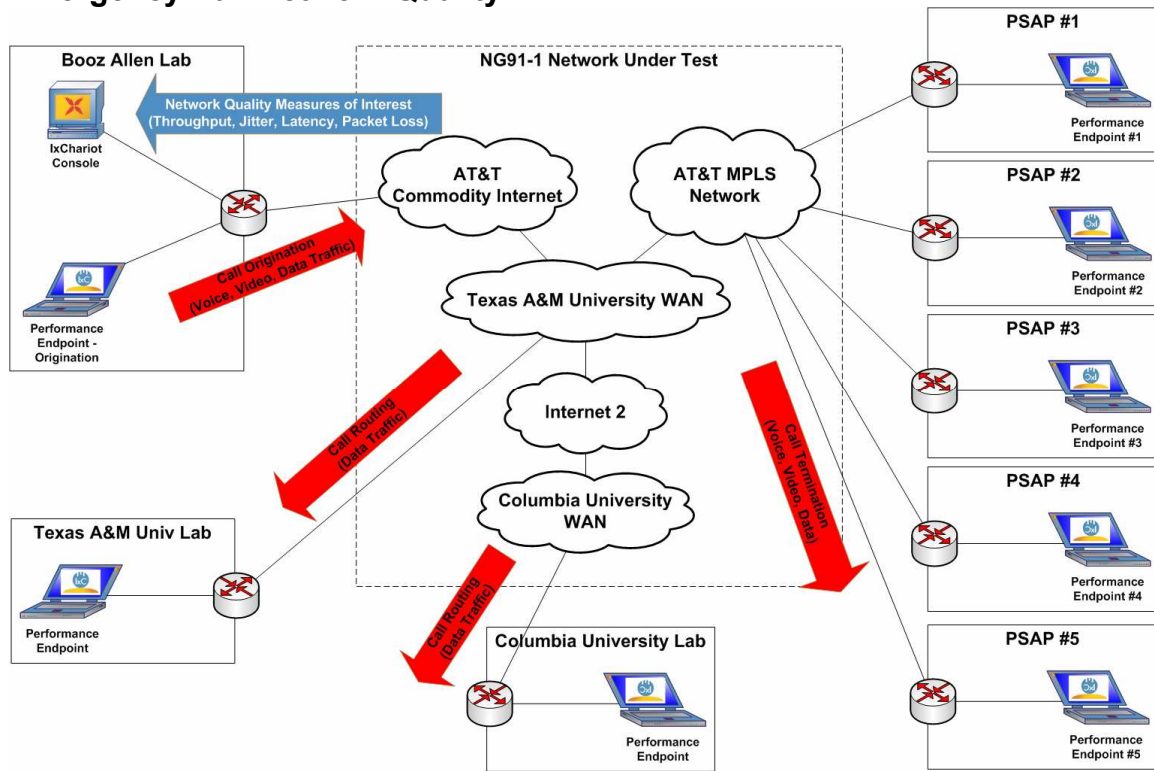 Booz Allen Lab
IxChariot
Console
Network Quality Measures of Interest
(Throughput, Jitter, Latency, Packet Loss)
Performance
Endpoint -
Origination
Call Origination
(Voice, Video, Data Traffic)
NG91-1 Network Under Test
AT&T
Commodity Internet
AT&T MPLS
Network
Texas A&M University WAN
Internet 2
Columbia University
WAN
Call Routing
(Data Traffic)
Call Routing
(Data Traffic)
Call Termination
(Voice, Video, Data)
Texas A&M Univ Lab
IxC
Performance
Endpoint
Columbia University Lab
Performance
Endpoint
PSAP #1
Performance
Endpoint #1
PSAP #2
Performance
Endpoint #2
PSAP #3
Performance
Endpoint #3
PSAP #4
Performance
Endpoint #4
PSAP #5
Performance
Endpoint #5